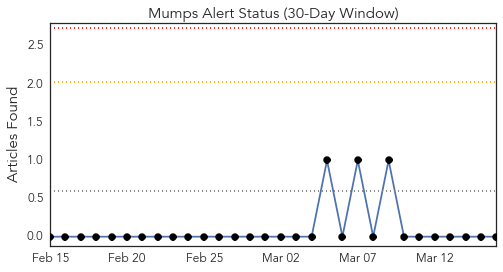 Mumps Alert Status (30-Day Window)
Articles Found
2.5
2.0
1.5
1.0
0.5
0.0
Feb 15 Feb 20 Feb 25 Mar 02 Mar 07 Mar 12